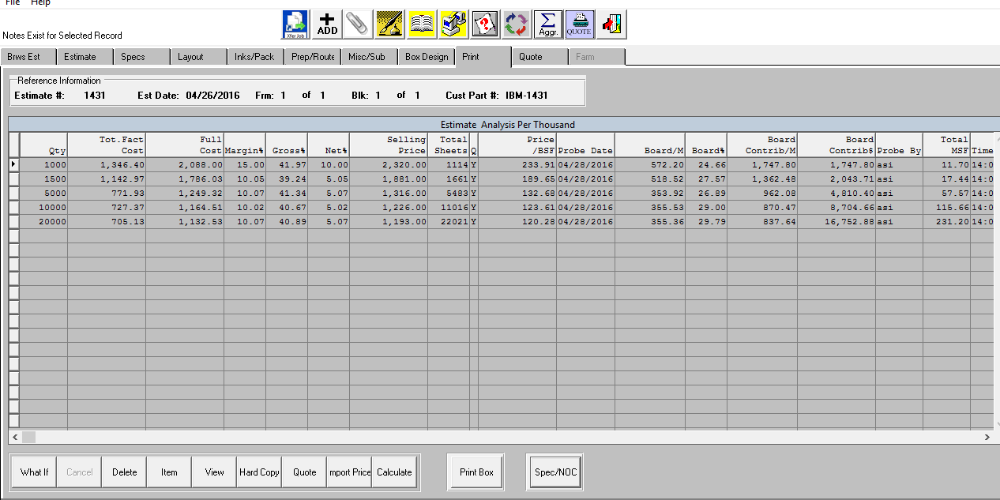 File Help
Notes Exist for Selected Record
Xfer Job ADD Σ Aggr. QUOTE
Brws Est Estimate Specs Layout Inks/Pack Prep/Route Misc/Sub Box Design Print Quote Farm
Reference Information
Estimate #: 1431 Est Date: 04/26/2016 Frm: 1 of 1 Blk: 1 of 1 Cust Part #: IBM-1431
Estimate Analysis Per Thousand
Tot.Fact Full Selling Total Price Board Board Total
Qty Cost Cost Margin% Gross% Net% Price Sheets Q /BSF Probe Date Board/M Board% Contrib/M Contrib$ Probe By MSF Time
1000 1,346.40 2,088.00 15.00 41.97 10.00 2,320.00 1114 Y 233.91 04/28/2016 572.20 24.66 1,747.80 1,747.80 asi 11.70 14:0
1500 1,142.97 1,786.03 10.05 39.24 5.05 1,881.00 1661 Y 189.65 04/28/2016 518.52 27.57 1,362.48 2,043.71 asi 17.44 14:0
5000 771.93 1,249.32 10.07 41.34 5.07 1,316.00 5483 Y 132.68 04/28/2016 353.92 26.89 962.08 4,810.40 asi 57.57 14:0
10000 727.37 1,164.51 10.02 40.67 5.02 1,226.00 11016 Y 123.61 04/28/2016 355.53 29.00 870.47 8,704.66 asi 115.66 14:0
20000 705.13 1,132.53 10.07 40.89 5.07 1,193.00 22021 Y 120.28 04/28/2016 355.36 29.79 837.64 16,752.88 asi 231.20 14:0
What If Cancel Delete Item View Hard Copy Quote mport Price Calculate Print Box Spec/NOC